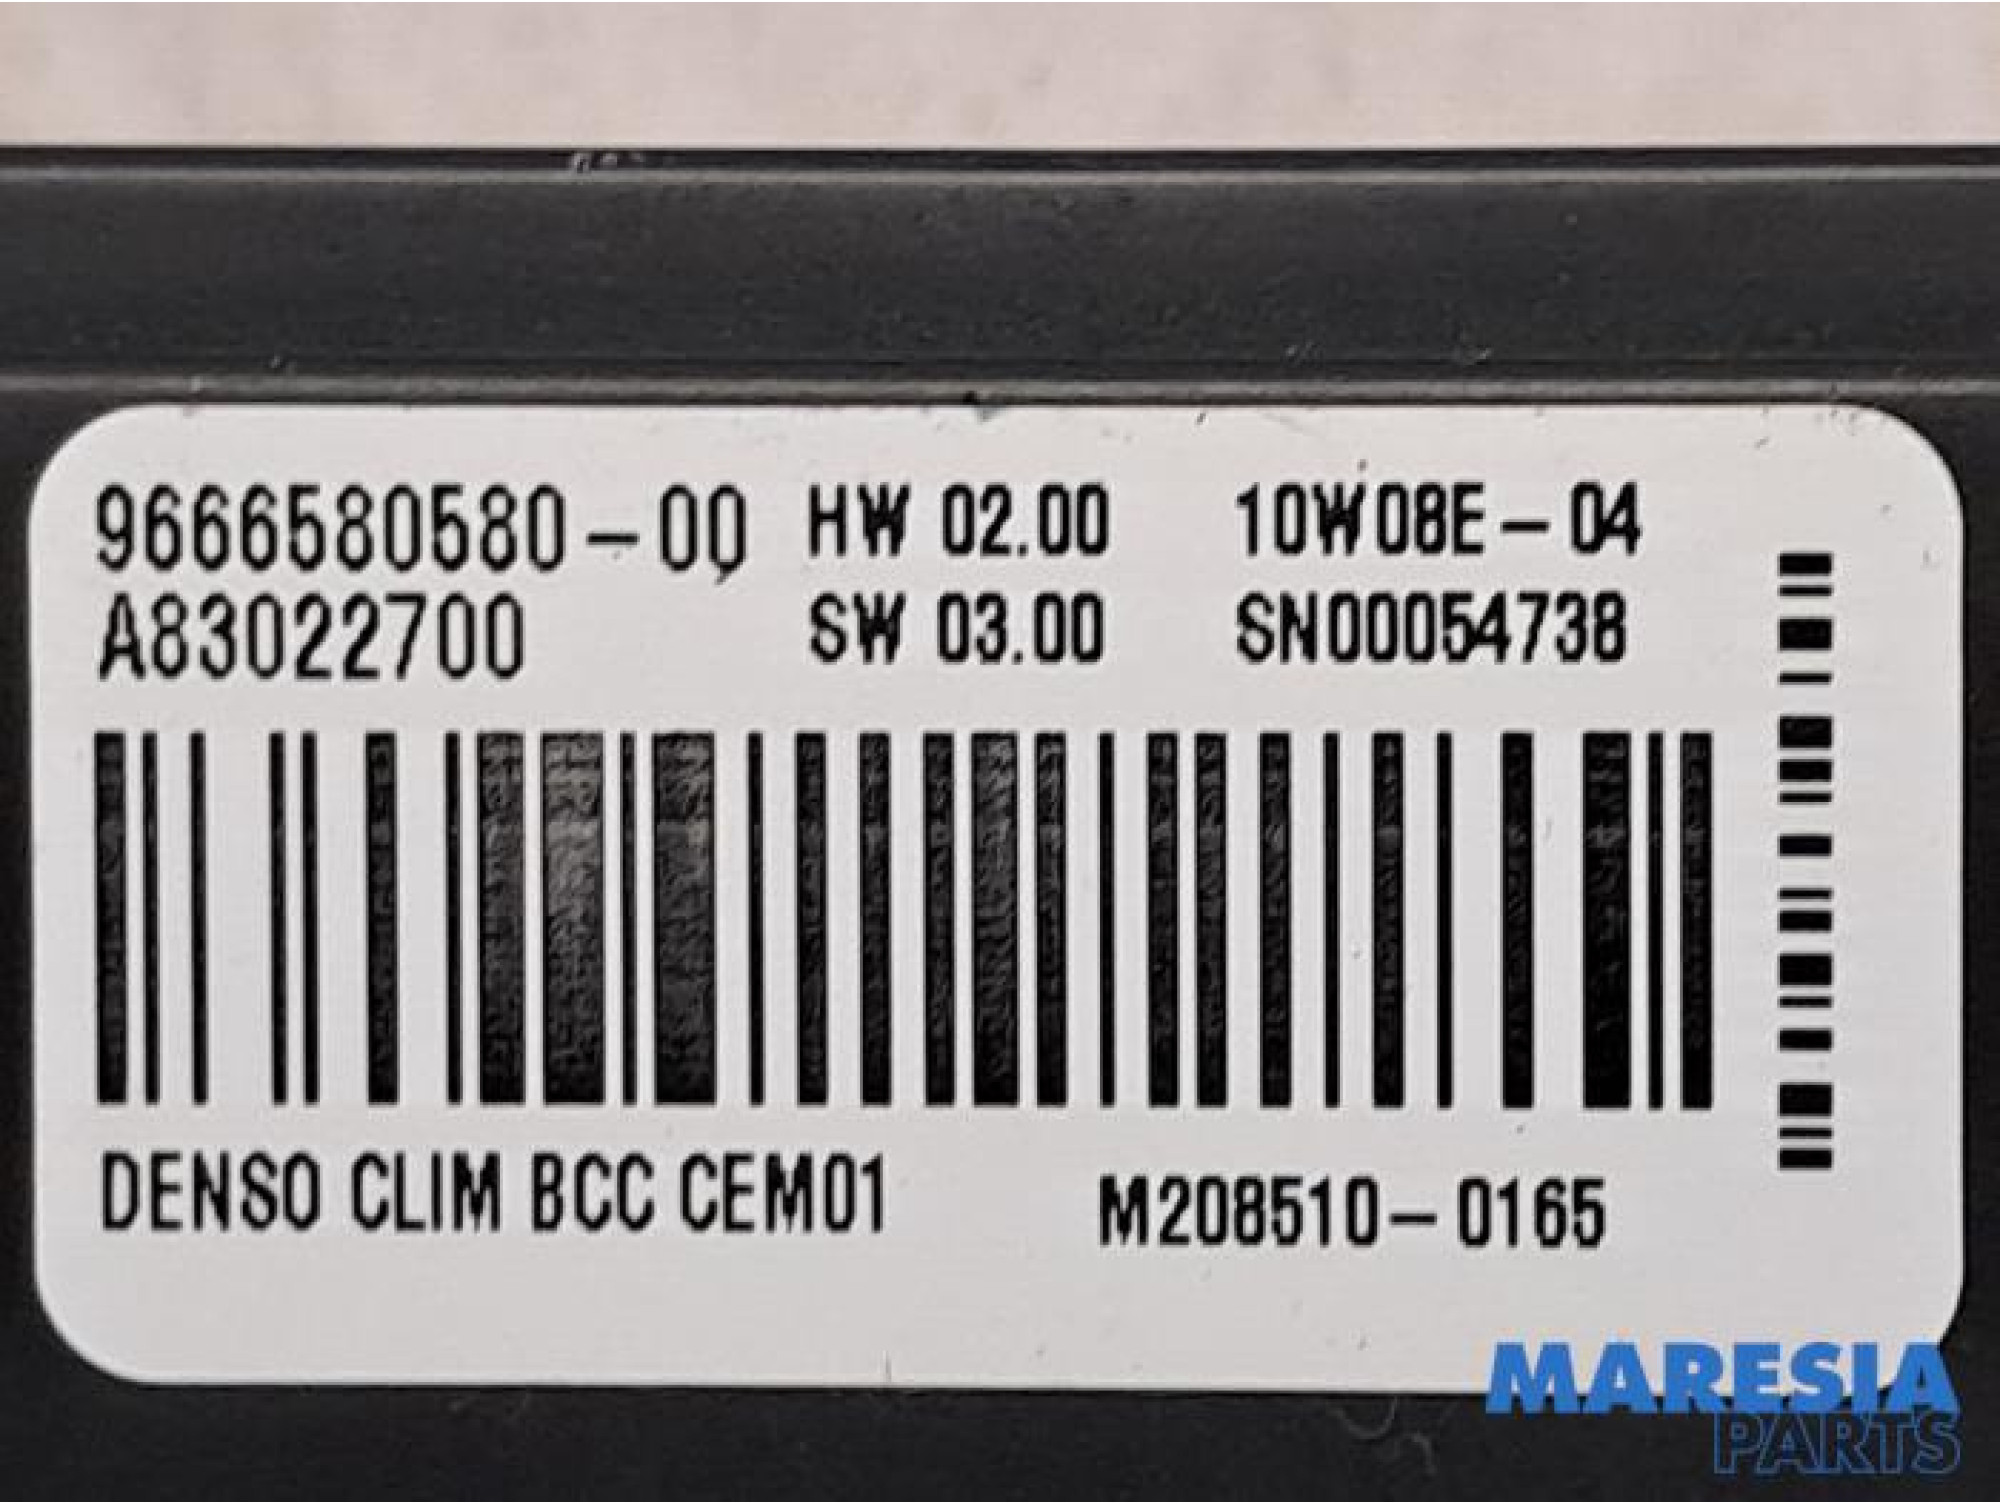 9666580580-00 HW 02.00 10W08E-04
A83022700 SW 03.00 SN00054738
DENSO CLIM BCC CEM01 M208510-0165
MARESIA
PARTS